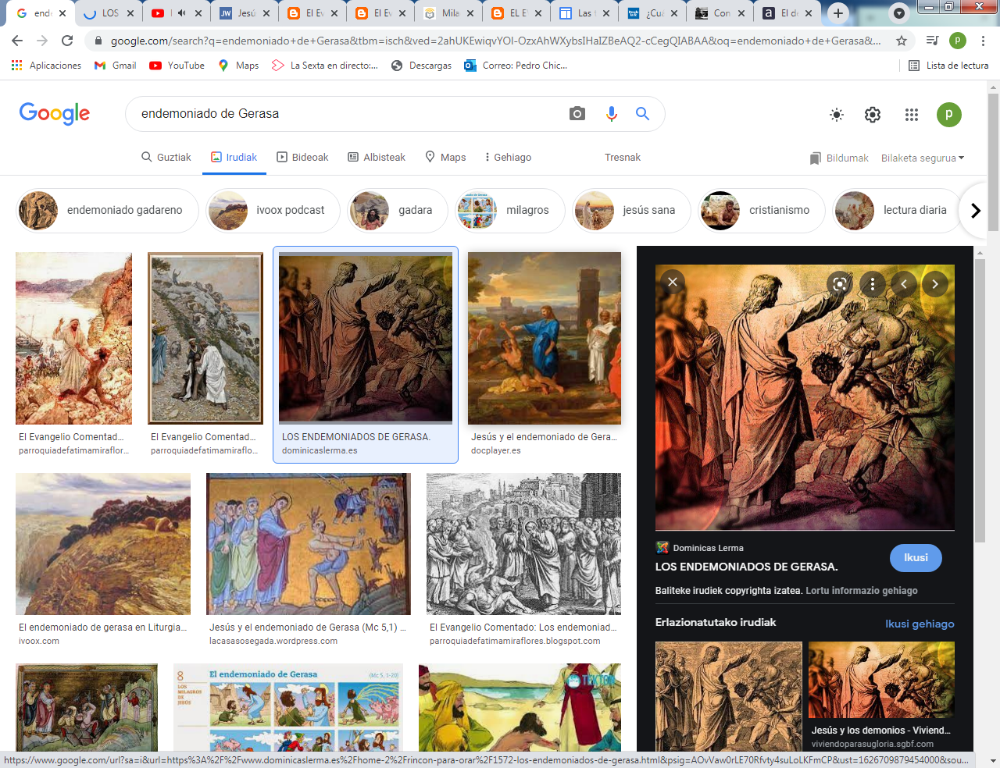 end
LOS
Jesú
El Ev
El Ev
Mila
EL E
Las t
¿Cuá
Con
El de
google.com/search?q=endemoniado+de+Gerasa&tbm=isch&ved=2ahUKEwiqvYOl-OzxAhWXybsIHaIZBeAQ2-cCegQIABAA&oq=endemoniado+de+Gerasa&...
p
Aplicaciones
Gmail
YouTube
Maps
La Sexta en directo:...
Descargas
Correo: Pedro Chic...
Lista de lectura
Google
endemoniado de Gerasa
p
Guztiak
Irudiak
Bideoak
Albisteak
Maps
Gehiago
Tresnak
Bildumak
Bilaketa segurua
endemoniado gadareno
ivoox podcast
gadara
milagros
jesús sana
cristianismo
lectura diaria
El Evangelio Comentad...
parroquiadefatimamiraflor...
El Evangelio Comentad...
parroquiadefatimamiraflo...
LOS ENDEMONIADOS DE GERASA.
dominicaslerma.es
Jesús y el endemoniado de Gera...
docplayer.es
El endemoniado de gerasa en Liturgia...
ivoox.com
Jesús y el endemoniado de Gerasa (Mc 5,1) ...
lacasasosegada.wordpress.com
El Evangelio Comentado: Los endemoniad...
parroquiadefatimamiraflores.blogspot.com
8
LOS
MILAGROS
DE
JESÚS
El endemoniado de Gerasa
(Mc 5, 1-20)
TEKTON
Dominicas Lerma
LOS ENDEMONIADOS DE GERASA.
Ikusi
Baliteke irudiek copyrighta izatea. Lortu informazio gehiago
Erlazionatutako irudiak
Ikusi gehiago
Jesús y los demonios - Viviend...
viviendoparasugloria.sgbf.com
https://www.google.com/url?sa=i&url=https%3A%2F%2Fwww.dominicaslerma.es%2Fhome-2%2Frincon-para-orar%2F1572-los-endemoniados-de-gerasa.html&psig=AOvVaw0rLE70Rfvty4suLoLKFmCP&ust=1626709879454000&sou...